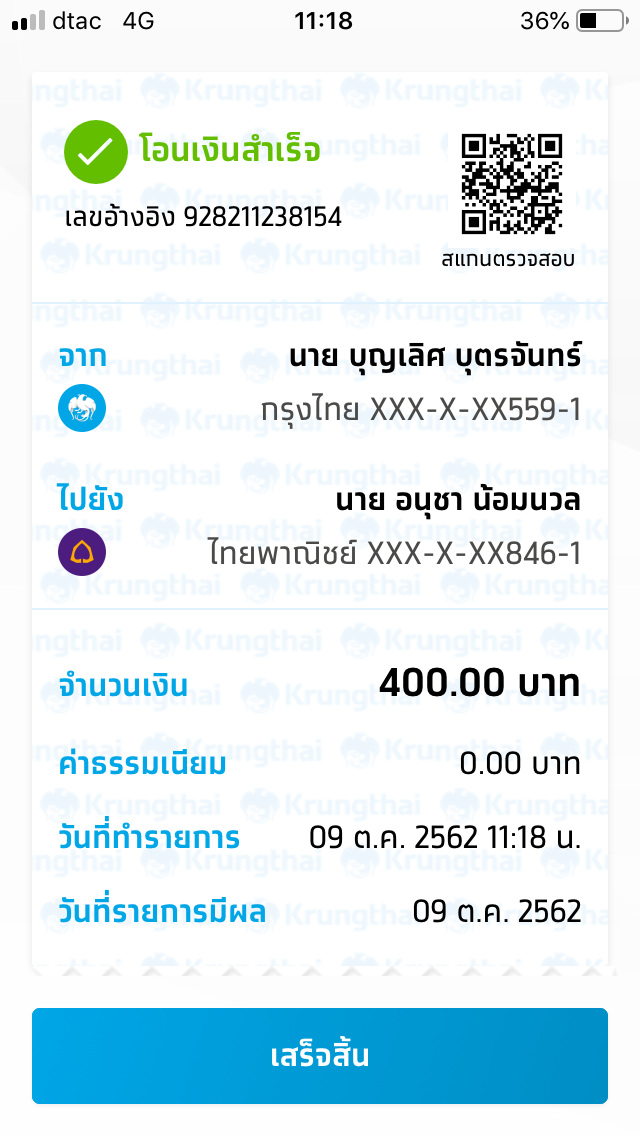 dtac 4G 11:18 36%
โอนเงินสำเร็จ
เลขอ้างอิง 928211238154
สแกนตรวจสอบ
จาก นาย บุญเลิศ บุตรจันทร์
กรุงไทย XXX-X-XX559-1
ไปยัง นาย อนุชา น้อมนวล
ไทยพาณิชย์ XXX-X-XX846-1
จำนวนเงิน 400.00 บาท
ค่าธรรมเนียม 0.00 บาท
วันที่ทำรายการ 09 ต.ค. 2562 11:18 น.
วันที่รายการมีผล 09 ต.ค. 2562
เสร็จสิ้น